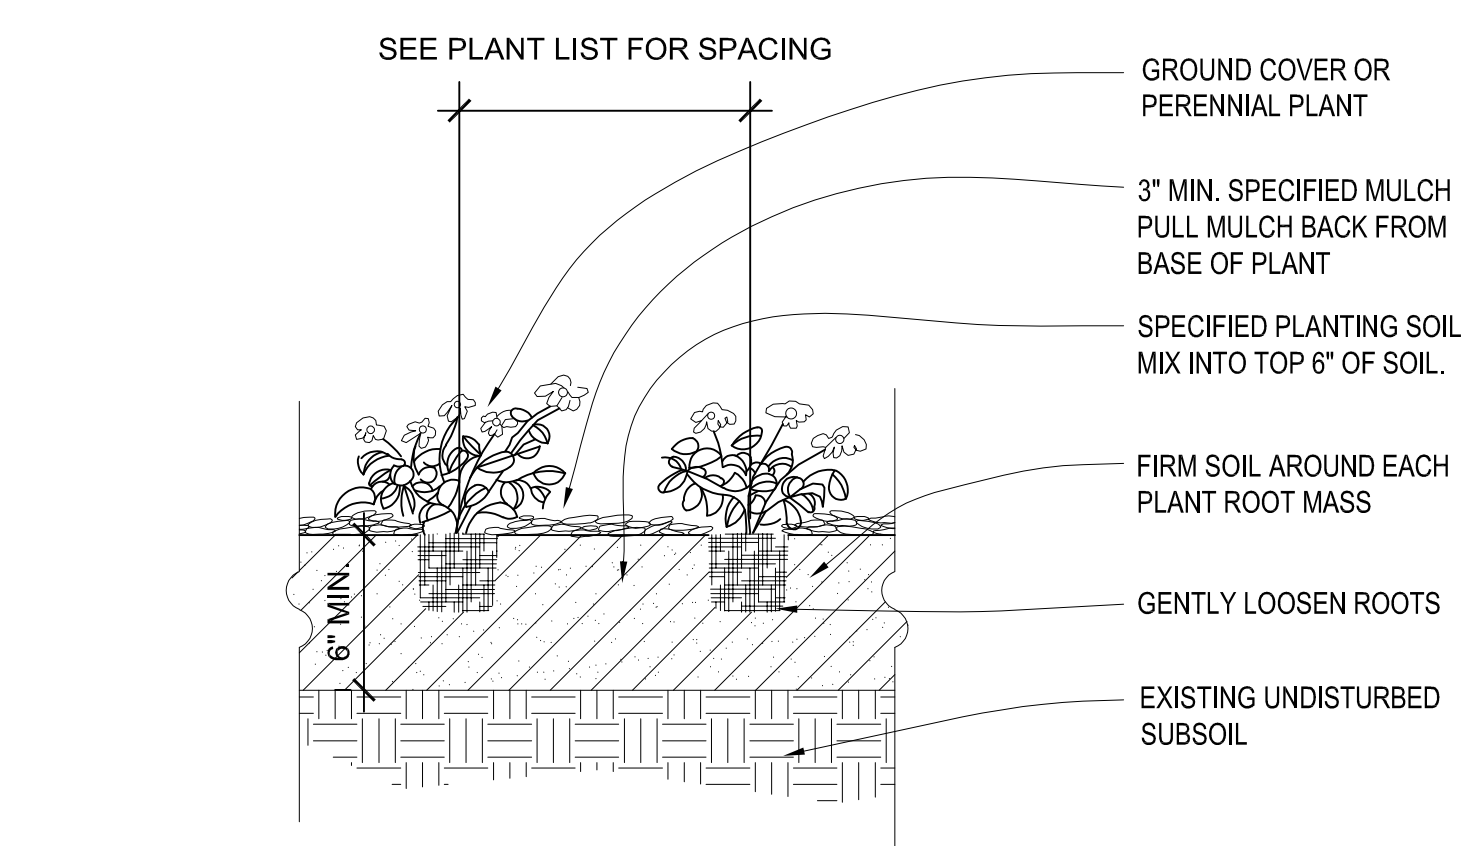 SEE PLANT LIST FOR SPACING
GROUND COVER OR
PERENNIAL PLANT
3" MIN. SPECIFIED MULCH
PULL MULCH BACK FROM
BASE OF PLANT
SPECIFIED PLANTING SOIL
MIX INTO TOP 6" OF SOIL.
FIRM SOIL AROUND EACH
PLANT ROOT MASS
GENTLY LOOSEN ROOTS
EXISTING UNDISTURBED
SUBSOIL
6" MIN.